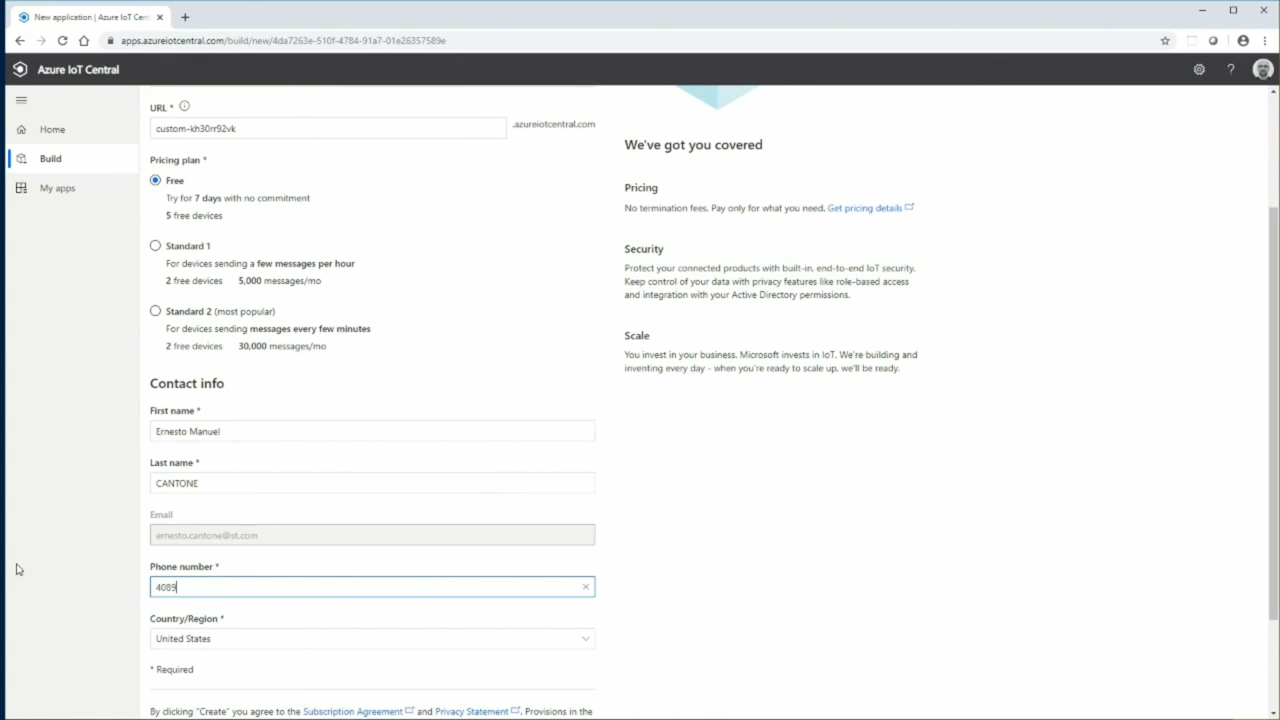 New application | Azure IoT Cen
apps.azureiotcentral.com/build/new/4da7263e-510f-4784-91a7-01e26357589e
Azure IoT Central
?
Home
Build
My apps
URL *
custom-kh30rr92vk
.azureiotcentral.com
Pricing plan *
Free
Try for 7 days with no commitment
5 free devices
Standard 1
For devices sending a few messages per hour
2 free devices 5,000 messages/mo
Standard 2 (most popular)
For devices sending messages every few minutes
2 free devices 30,000 messages/mo
Contact info
First name *
Ernesto Manuel
Last name *
CANTONE
Email
ernesto.cantone@st.com
Phone number *
4089
Country/Region *
United States
* Required
By clicking "Create" you agree to the Subscription Agreement and Privacy Statement. Provisions in the
We've got you covered
Pricing
No termination fees. Pay only for what you need. Get pricing details
Security
Protect your connected products with built-in, end-to-end IoT security.
Keep control of your data with privacy features like role-based access
and integration with your Active Directory permissions.
Scale
You invest in your business. Microsoft invests in IoT. We're building and
inventing every day - when you're ready to scale up, we'll be ready.